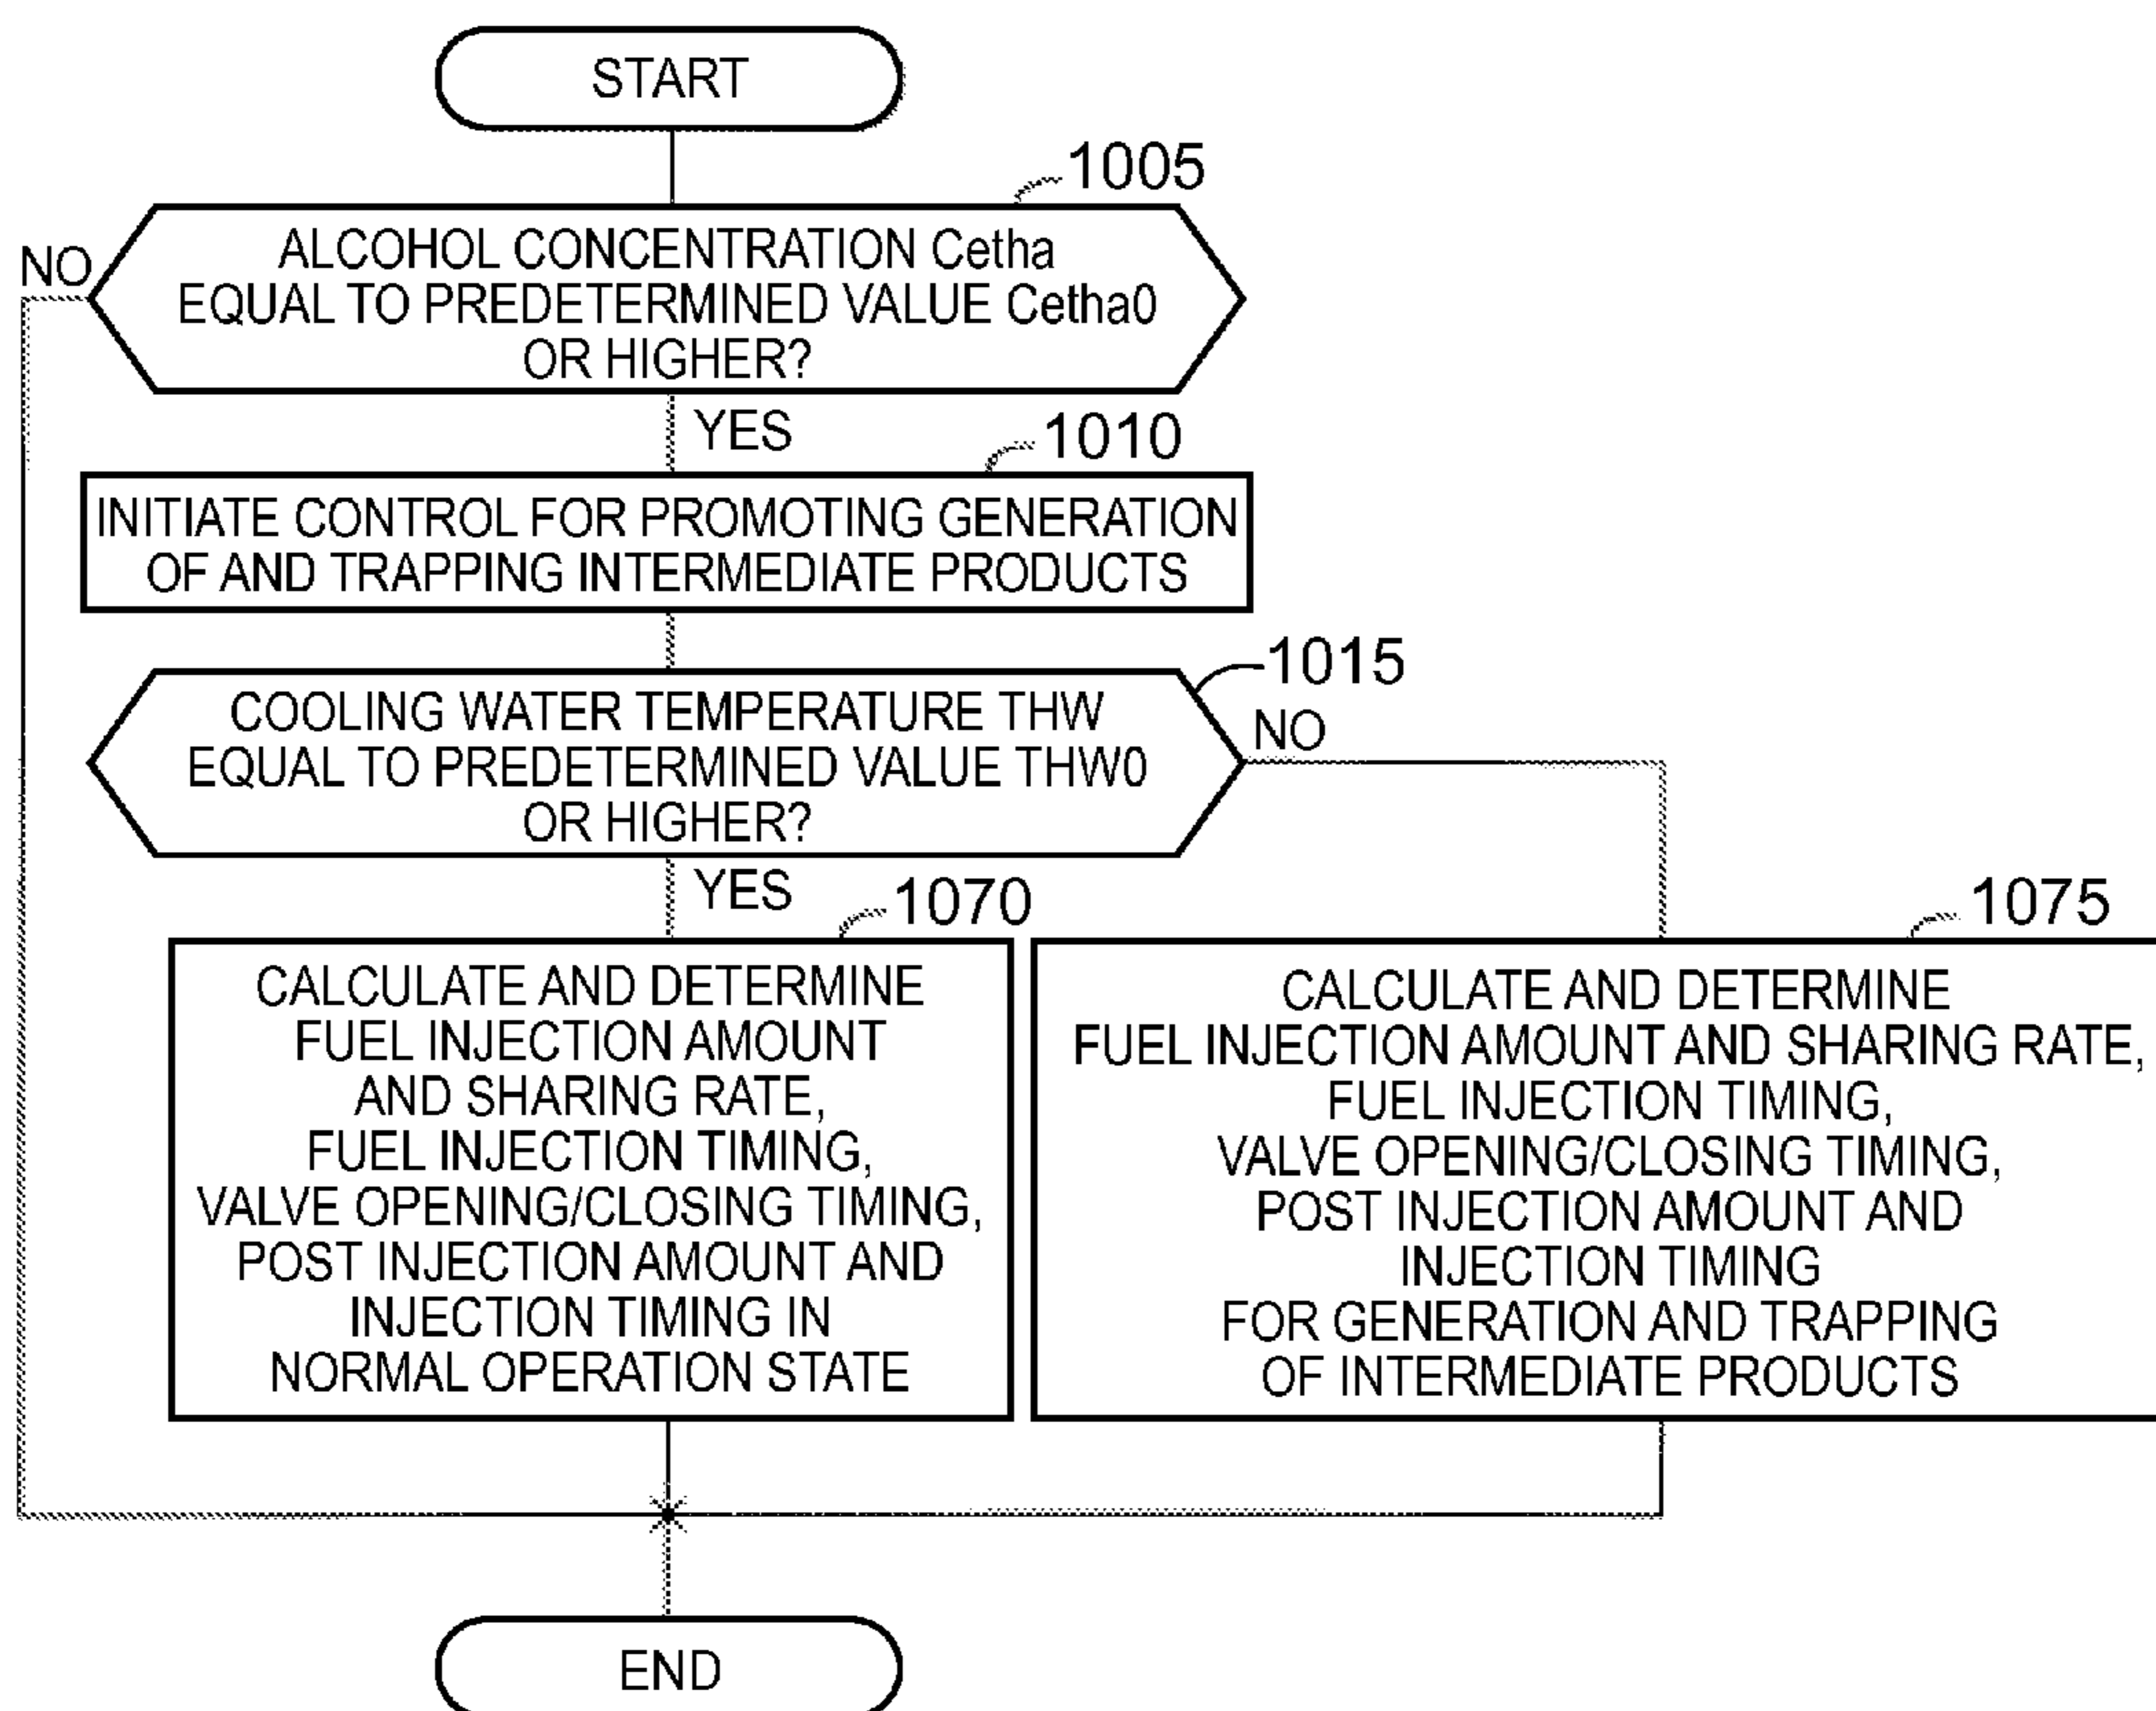 START
1005
NO
ALCOHOL CONCENTRATION Cetha
EQUAL TO PREDETERMINED VALUE Cetha0
OR HIGHER?
YES
1010
INITIATE CONTROL FOR PROMOTING GENERATION
OF AND TRAPPING INTERMEDIATE PRODUCTS
1015
COOLING WATER TEMPERATURE THW
EQUAL TO PREDETERMINED VALUE THW0
OR HIGHER?
NO
YES
1070
CALCULATE AND DETERMINE
FUEL INJECTION AMOUNT
AND SHARING RATE,
FUEL INJECTION TIMING,
VALVE OPENING/CLOSING TIMING,
POST INJECTION AMOUNT AND
INJECTION TIMING IN
NORMAL OPERATION STATE
1075
CALCULATE AND DETERMINE
FUEL INJECTION AMOUNT AND SHARING RATE,
FUEL INJECTION TIMING,
VALVE OPENING/CLOSING TIMING,
POST INJECTION AMOUNT AND
INJECTION TIMING
FOR GENERATION AND TRAPPING
OF INTERMEDIATE PRODUCTS
END